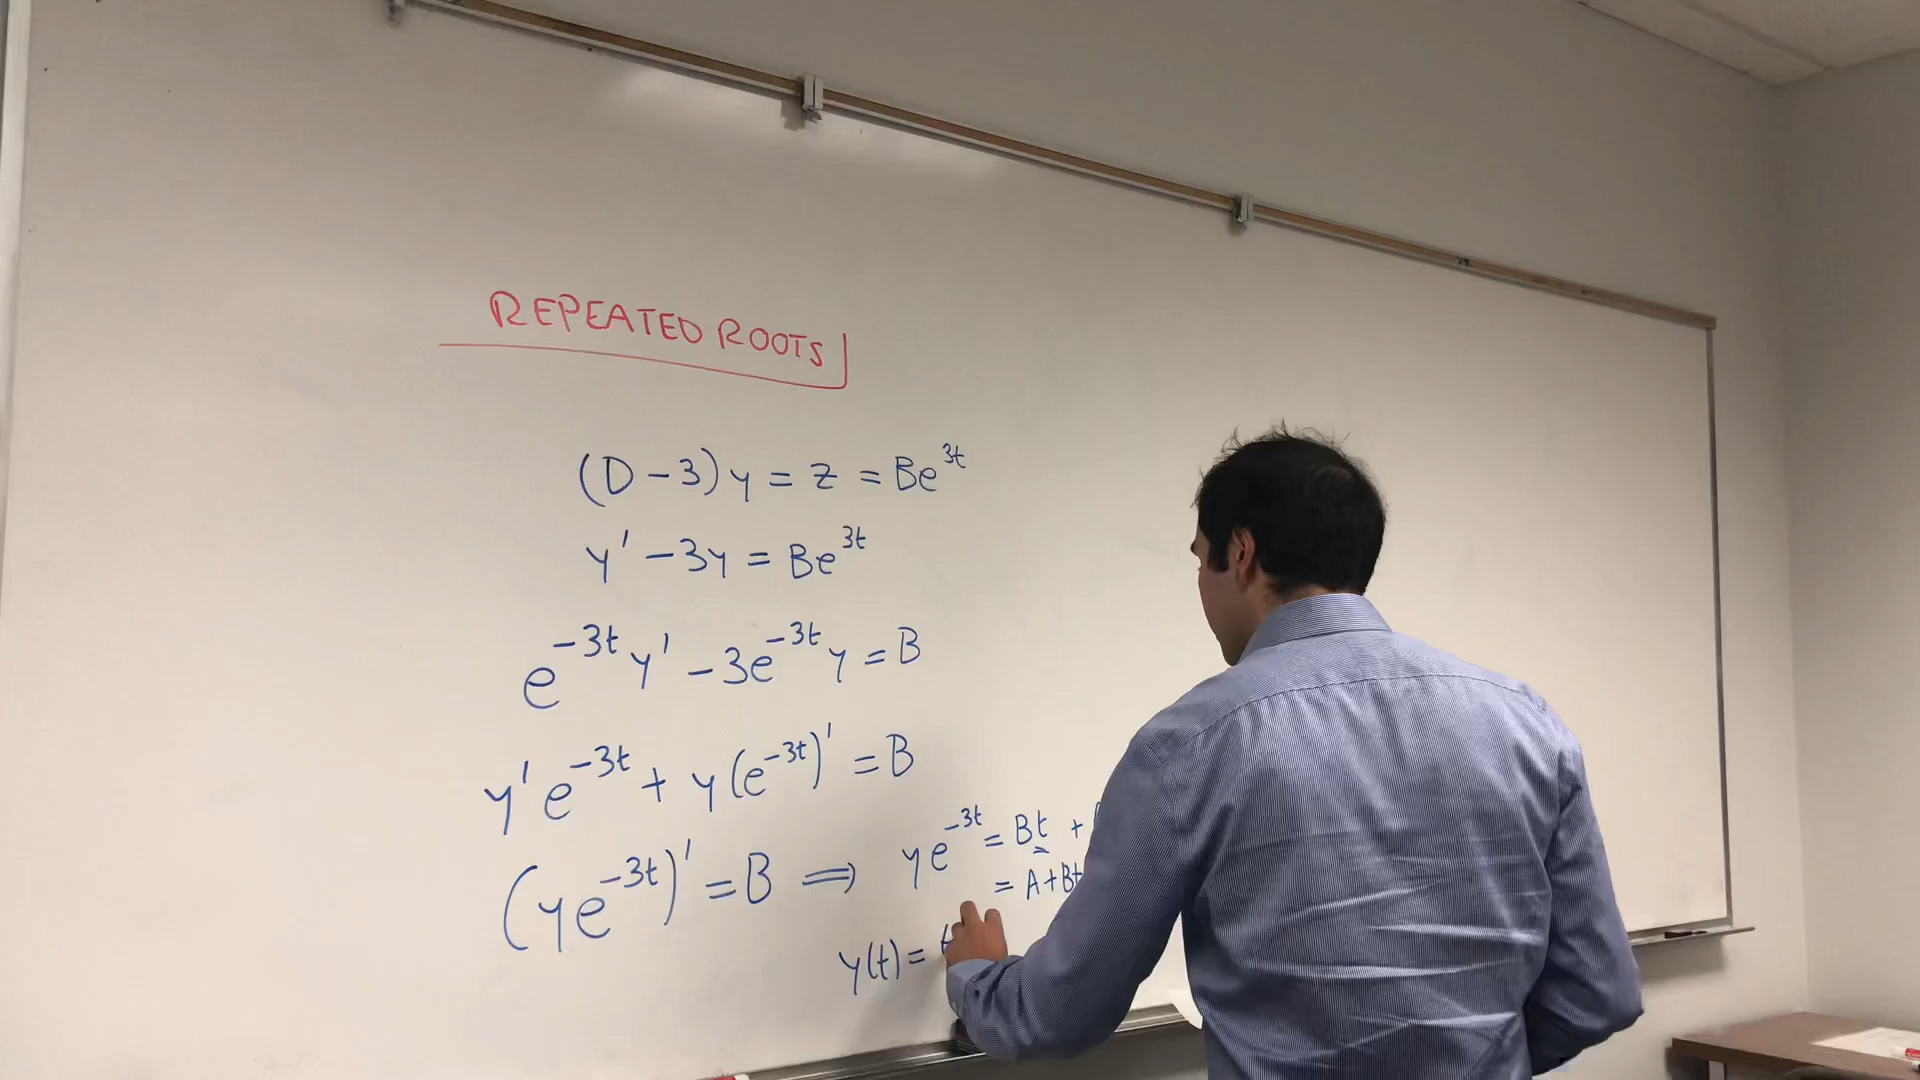 REPEATED ROOTS
(D-3)y = z = Be^{3t}
y' - 3y = Be^{3t}
e^{-3t} y' - 3e^{-3t} y = B
y' e^{-3t} + y(e^{-3t})' = B
(ye^{-3t})' = B ⟹ ye^{-3t} = Bt +
= A + Bt
y(t) =